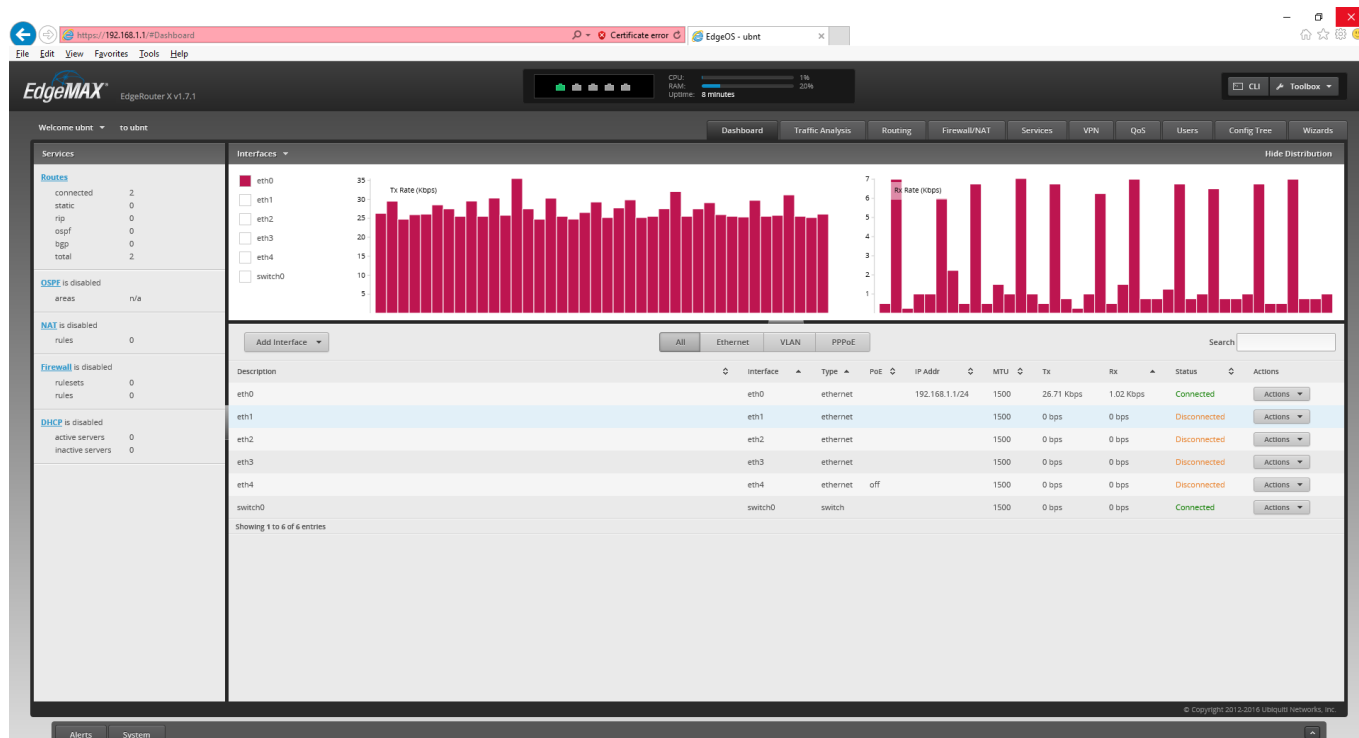 https://192.168.1.1/#Dashboard
Certificate error
EdgeOS - ubnt
File Edit View Favorites Tools Help
EdgeMAX® EdgeRouter X v1.7.1
CPU: 1%
RAM: 20%
Uptime: 8 minutes
CLI Toolbox
Welcome ubnt to ubnt
Dashboard Traffic Analysis Routing Firewall/NAT Services VPN QoS Users Config Tree Wizards
Services
Routes
connected 2
static 0
rip 0
ospf 0
bgp 0
total 2
OSPF is disabled
areas n/a
NAT is disabled
rules 0
Firewall is disabled
rulesets 0
rules 0
DHCP is disabled
active servers 0
inactive servers 0
Interfaces Hide Distribution
eth0
eth1
eth2
eth3
eth4
switch0
Tx Rate (Kbps)
35
30
25
20
15
10
5
Rx Rate (Kbps)
7
6
5
4
3
2
1
Add Interface All Ethernet VLAN PPPoE Search
Description Interface Type PoE IP Addr MTU Tx Rx Status Actions
eth0 eth0 ethernet 192.168.1.1/24 1500 26.71 Kbps 1.02 Kbps Connected Actions
eth1 eth1 ethernet 1500 0 bps 0 bps Disconnected Actions
eth2 eth2 ethernet 1500 0 bps 0 bps Disconnected Actions
eth3 eth3 ethernet 1500 0 bps 0 bps Disconnected Actions
eth4 eth4 ethernet off 1500 0 bps 0 bps Disconnected Actions
switch0 switch0 switch 1500 0 bps 0 bps Connected Actions
Showing 1 to 6 of 6 entries
© Copyright 2012-2016 Ubiquiti Networks, Inc.
Alerts System